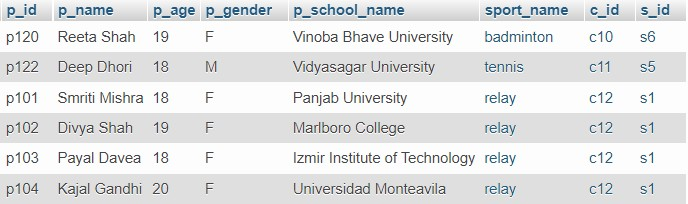 p_id p_name p_age p_gender p_school_name sport_name c_id s_id
p120 Reeta Shah 19 F Vinoba Bhave University badminton c10 s6
p122 Deep Dhori 18 M Vidyasagar University tennis c11 s5
p101 Smriti Mishra 18 F Panjab University relay c12 s1
p102 Divya Shah 19 F Marlboro College relay c12 s1
p103 Payal Davea 18 F Izmir Institute of Technology relay c12 s1
p104 Kajal Gandhi 20 F Universidad Monteavila relay c12 s1